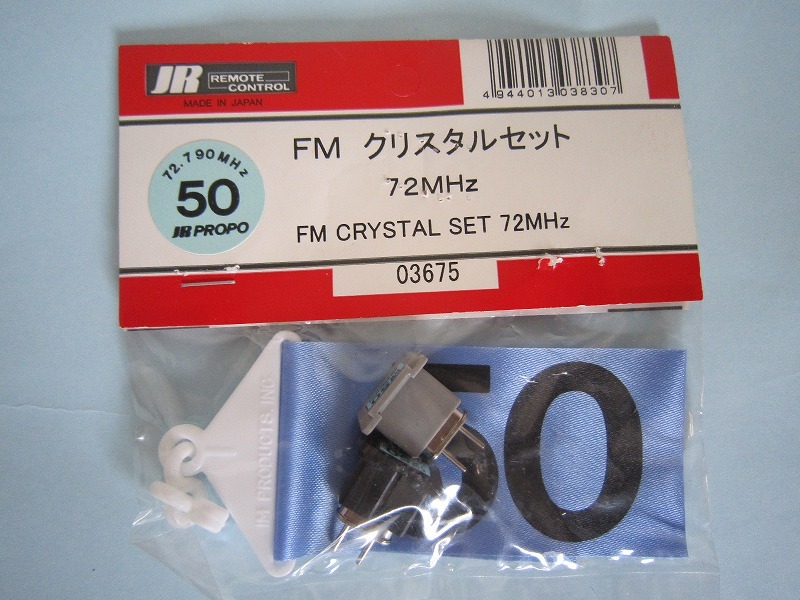 JR REMOTE CONTROL
MADE IN JAPAN
4944013038307
72.790MHz
50
JR PROPO
FM クリスタルセット
72MHz
FM CRYSTAL SET 72MHz
03675
50
PRODUCTS.INC